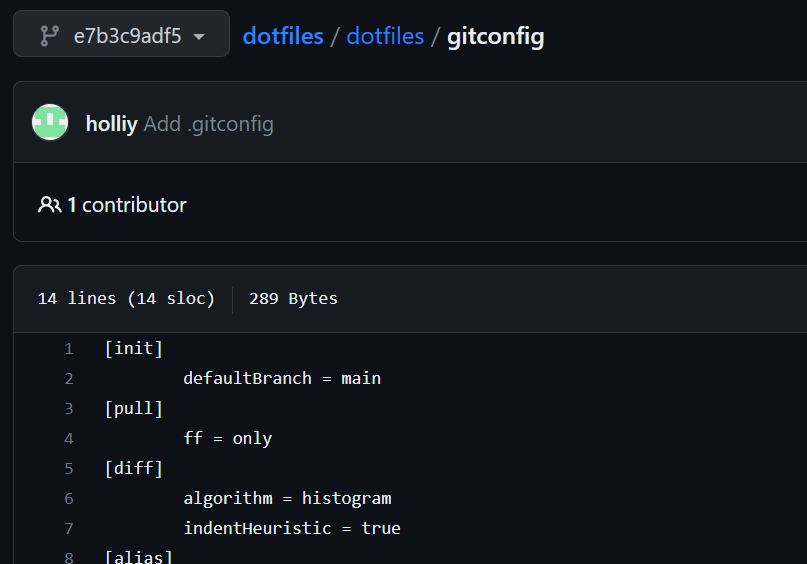 e7b3c9adf5 dotfiles / dotfiles / gitconfig
holliy Add .gitconfig
1 contributor
14 lines (14 sloc) 289 Bytes
1 [init]
2 defaultBranch = main
3 [pull]
4 ff = only
5 [diff]
6 algorithm = histogram
7 indentHeuristic = true
8 [alias]